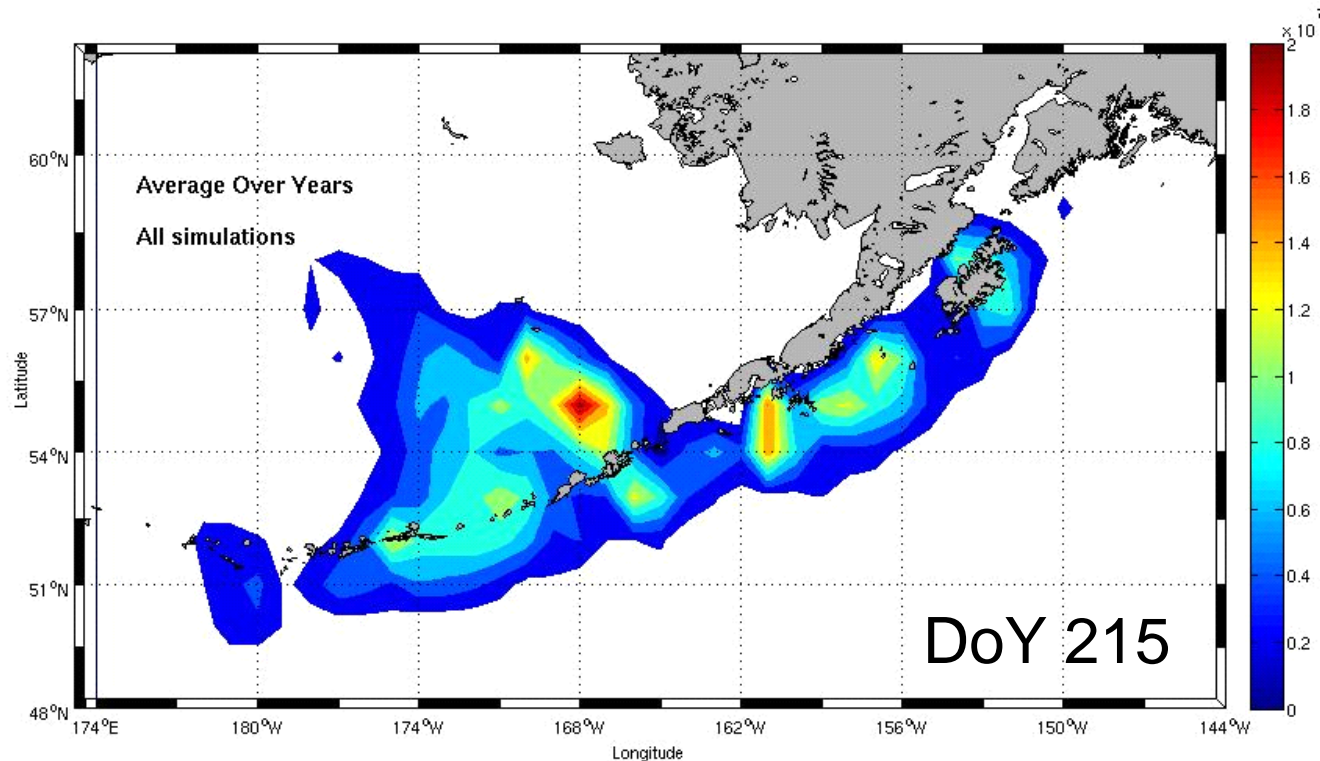 × 10⁷
2
1.8
1.6
1.4
1.2
1
0.8
0.6
0.4
0.2
0
60°N
57°N
54°N
51°N
48°N
Latitude
Average Over Years
All simulations
DoY 215
174°E
180°W
174°W
168°W
162°W
156°W
150°W
144°W
Longitude